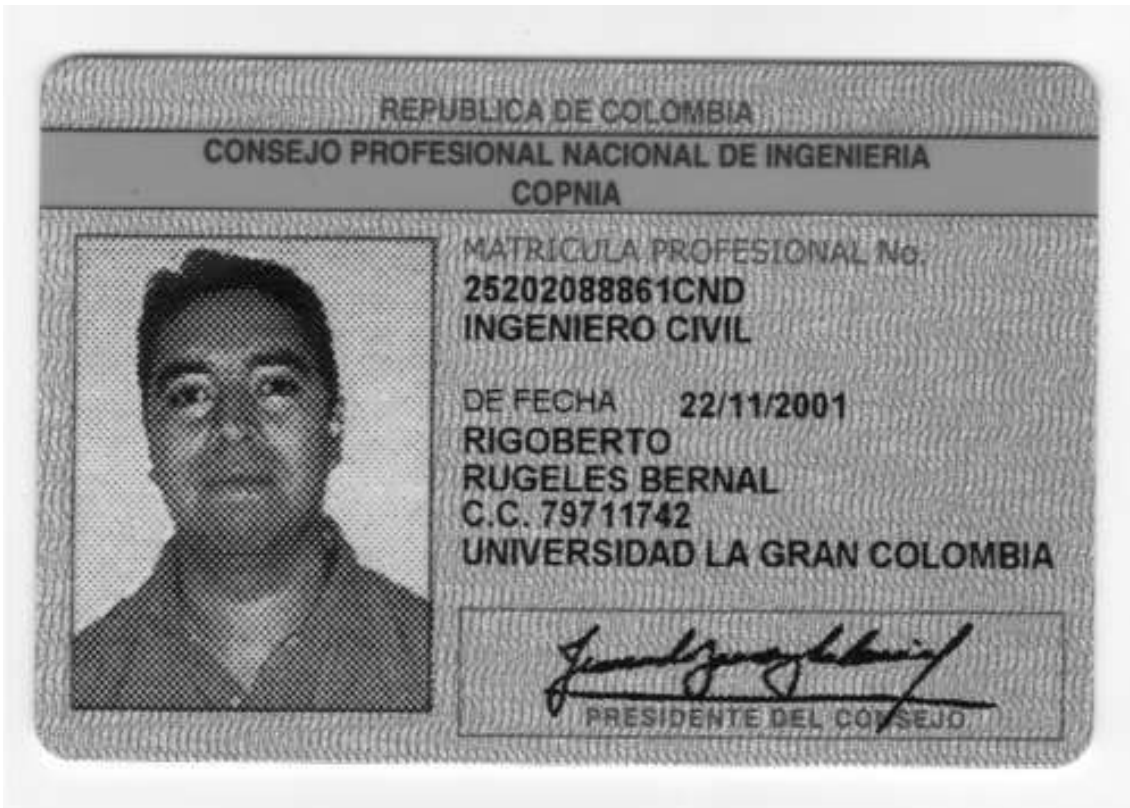 REPUBLICA DE COLOMBIA
CONSEJO PROFESIONAL NACIONAL DE INGENIERIA
COPNIA
MATRICULA PROFESIONAL No.
25202088861CND
INGENIERO CIVIL
DE FECHA 22/11/2001
RIGOBERTO
RUGELES BERNAL
C.C. 79711742
UNIVERSIDAD LA GRAN COLOMBIA
PRESIDENTE DEL CONSEJO